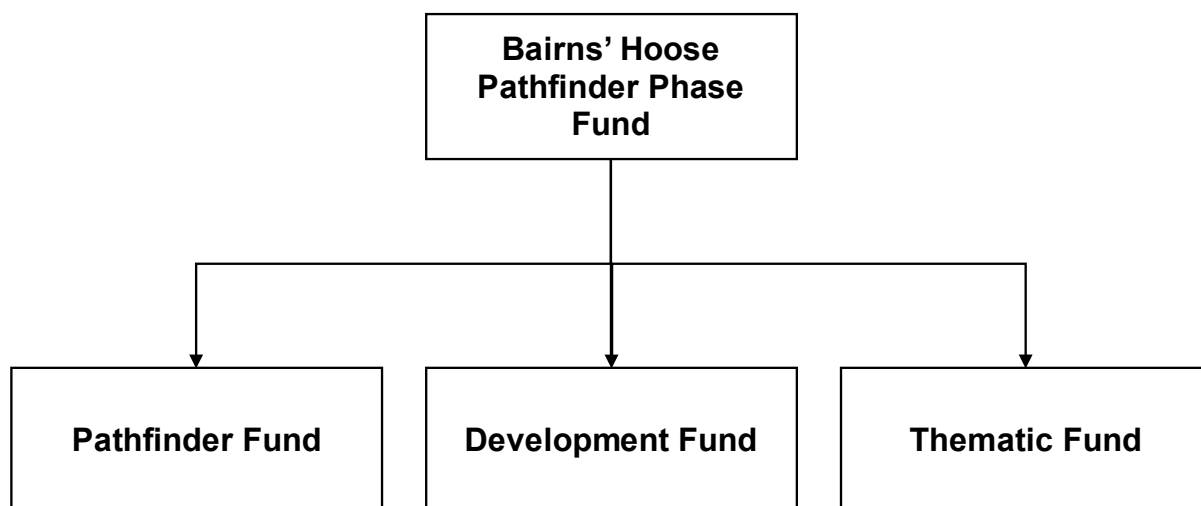 Bairns’ Hoose
Pathfinder Phase
Fund
Pathfinder Fund
Development Fund
Thematic Fund